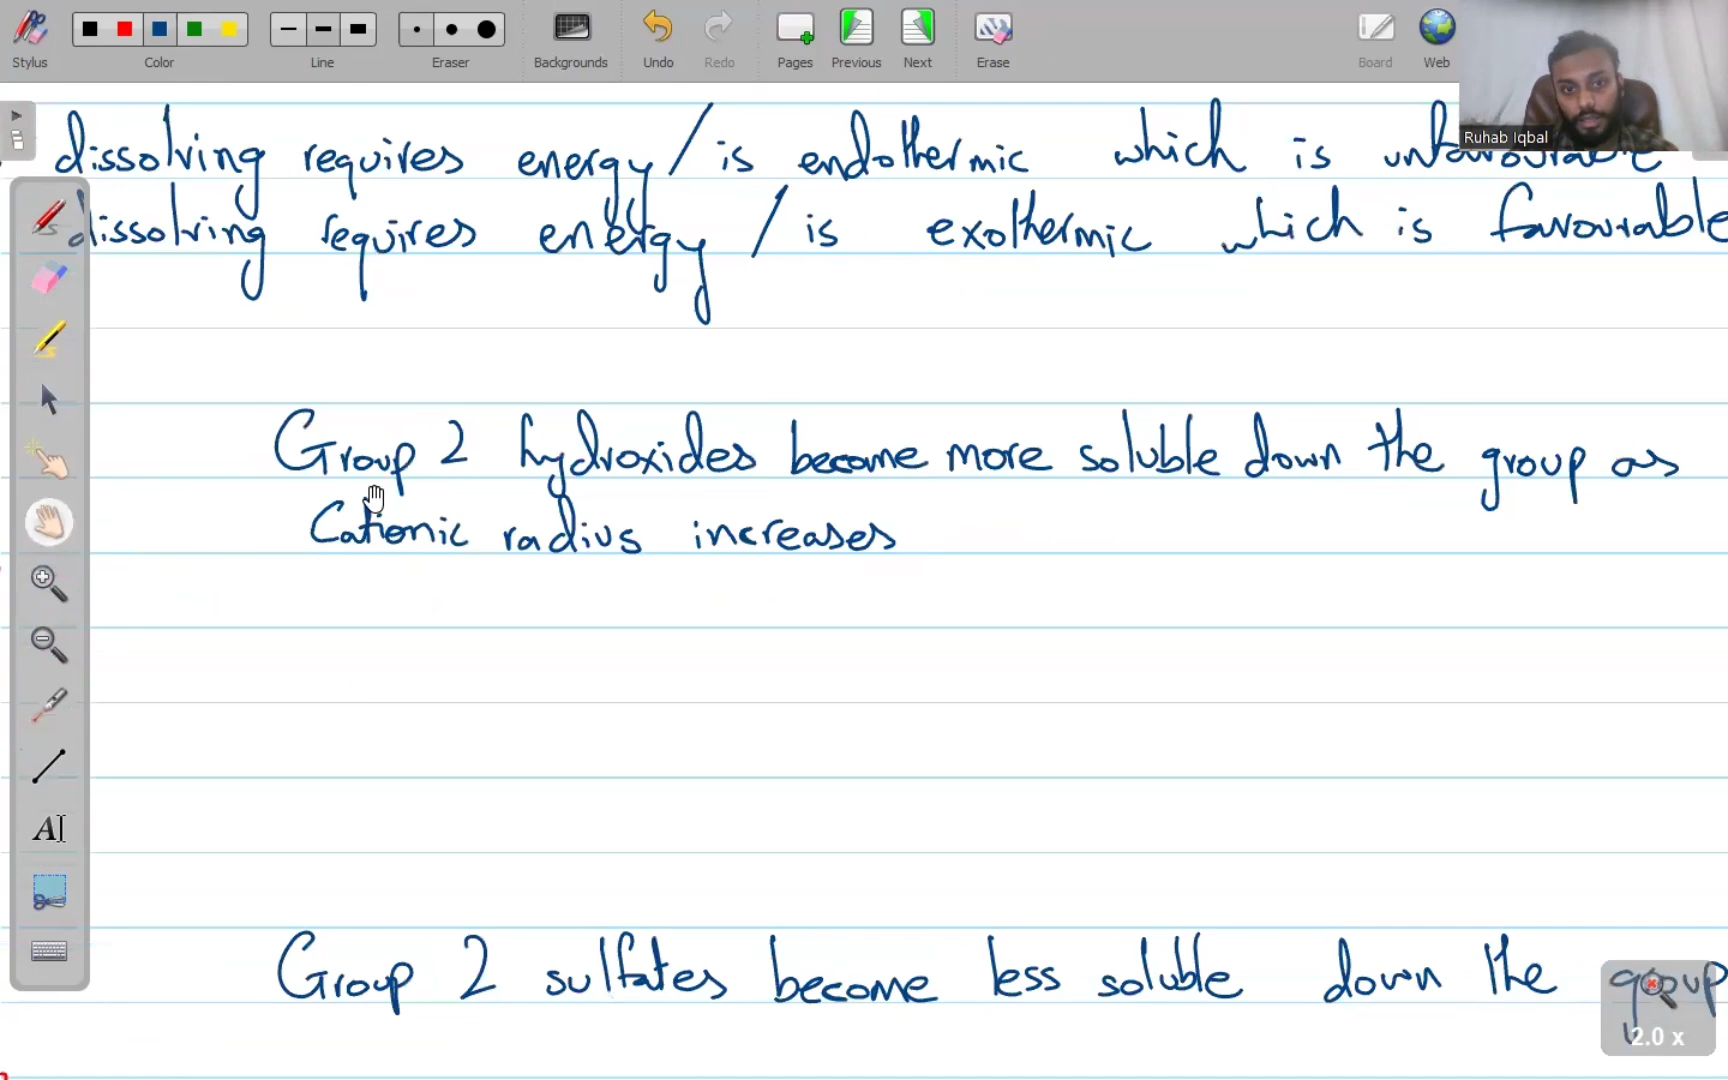 Stylus Color Line Eraser Backgrounds Undo Redo Pages Previous Next Erase Board Web
Ruhab Iqbal
dissolving requires energy / is endothermic which is unfavourable
dissolving requires energy / is exothermic which is favourable
Group 2 hydroxides become more soluble down the group as
Cationic radius increases
Group 2 sulfates become less soluble down the group
2.0 x